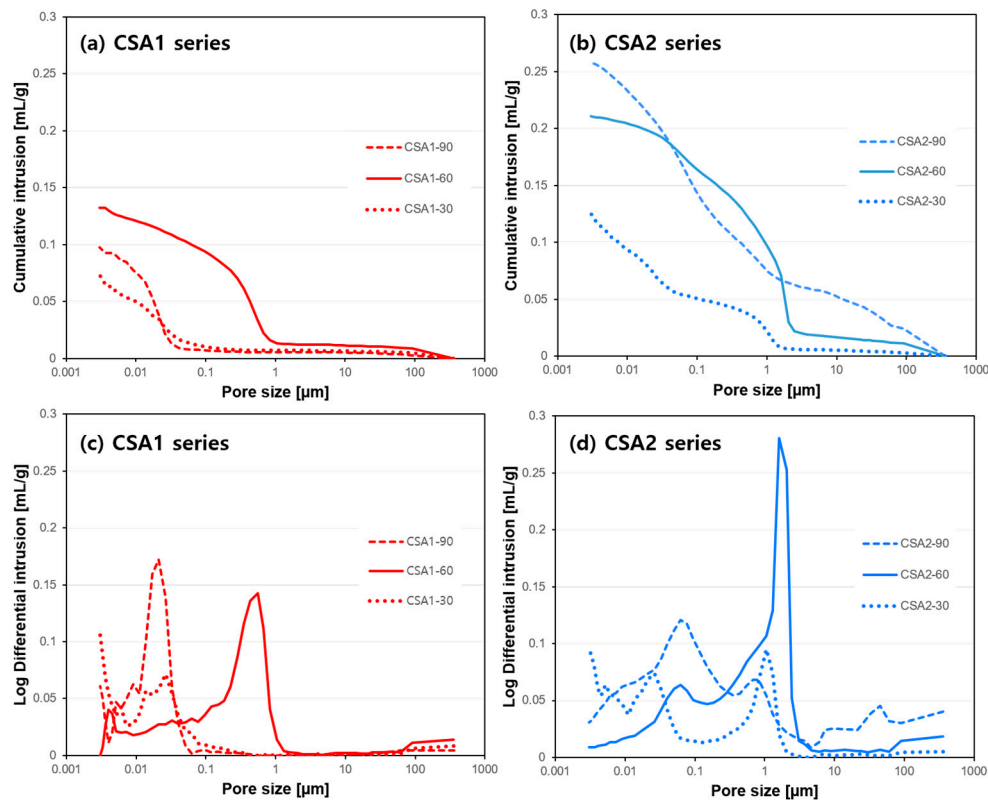 (a) CSA1 series
Cumulative intrusion [mL/g]
0.3
0.25
0.2
0.15
0.1
0.05
0
CSA1-90
CSA1-60
CSA1-30
0.001
0.01
0.1
1
10
100
1000
Pore size [µm]
(b) CSA2 series
Cumulative intrusion [mL/g]
0.3
0.25
0.2
0.15
0.1
0.05
0
CSA2-90
CSA2-60
CSA2-30
0.001
0.01
0.1
1
10
100
1000
Pore size [µm]
(c) CSA1 series
Log Differential intrusion [mL/g]
0.3
0.25
0.2
0.15
0.1
0.05
0
CSA1-90
CSA1-60
CSA1-30
0.001
0.01
0.1
1
10
100
1000
Pore size [µm]
(d) CSA2 series
Log Differential intrusion [mL/g]
0.3
0.25
0.2
0.15
0.1
0.05
0
CSA2-90
CSA2-60
CSA2-30
0.001
0.01
0.1
1
10
100
1000
Pore size [µm]